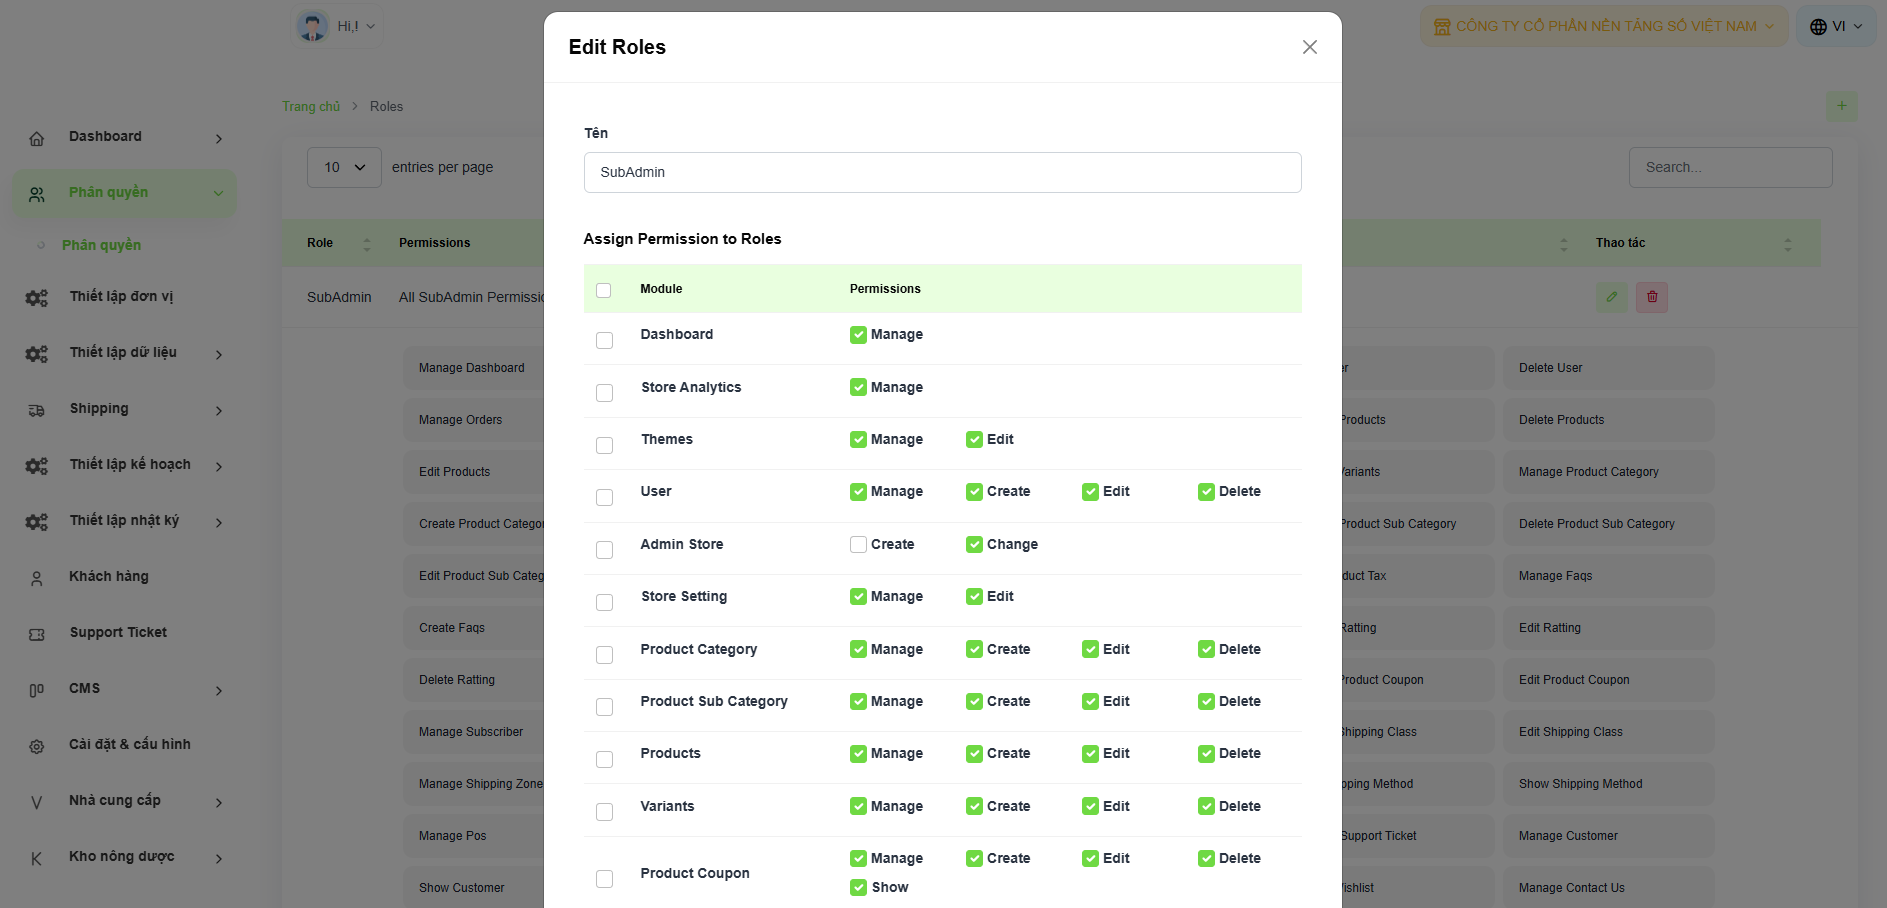 Hi,!
CÔNG TY CỔ PHẦN NỀN TẢNG SỐ VIỆT NAM
VI
Trang chủ
Roles
Dashboard
Phân quyền
Phân quyền
Thiết lập đơn vị
Thiết lập dữ liệu
Shipping
Thiết lập kế hoạch
Thiết lập nhật ký
Khách hàng
Support Ticket
CMS
Cài đặt & cấu hình
V Nhà cung cấp
K Kho nông dược
10 entries per page
Search...
Role Permissions
Thao tác
SubAdmin All SubAdmin Permissio
Manage Dashboard
Manage Orders
Edit Products
Create Product Catego
Edit Product Sub Categ
Create Faqs
Delete Ratting
Manage Subscriber
Manage Shipping Zone
Manage Pos
Show Customer
Edit Roles
Tên
SubAdmin
Assign Permission to Roles
Module Permissions
Dashboard Manage
Store Analytics Manage
Themes Manage Edit
User Manage Create Edit Delete
Admin Store Create Change
Store Setting Manage Edit
Product Category Manage Create Edit Delete
Product Sub Category Manage Create Edit Delete
Products Manage Create Edit Delete
Variants Manage Create Edit Delete
Product Coupon Manage Create Edit Delete
Show
er Delete User
Products Delete Products
Variants Manage Product Category
Product Sub Category Delete Product Sub Category
duct Tax Manage Faqs
Ratting Edit Ratting
Product Coupon Edit Product Coupon
Shipping Class Edit Shipping Class
pping Method Show Shipping Method
Support Ticket Manage Customer
ishlist Manage Contact Us